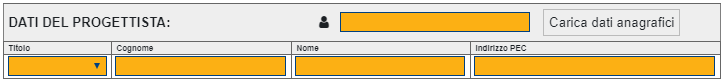 DATI DEL PROGETTISTA: Carica dati anagrafici
Titolo Cognome Nome Indirizzo PEC